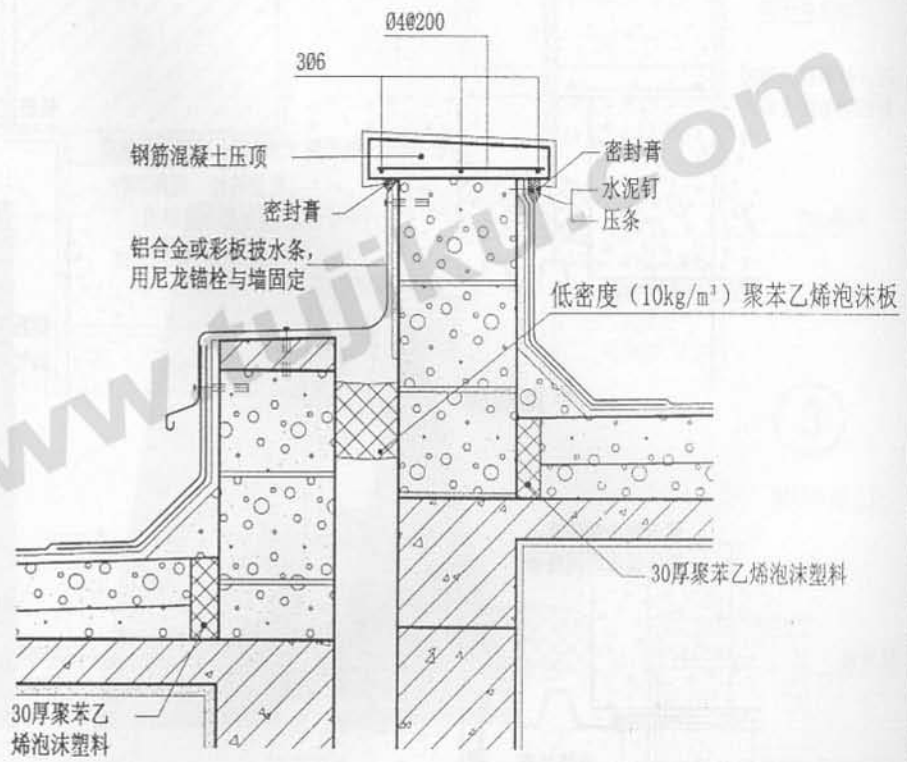 Ø4@200
3Ø6
钢筋混凝土压顶
密封膏
密封膏
水泥钉
压条
铝合金或彩板披水条,
用尼龙锚栓与墙固定
低密度（10kg/m³）聚苯乙烯泡沫板
30厚聚苯乙烯泡沫塑料
30厚聚苯乙
烯泡沫塑料
www.tujiku.com